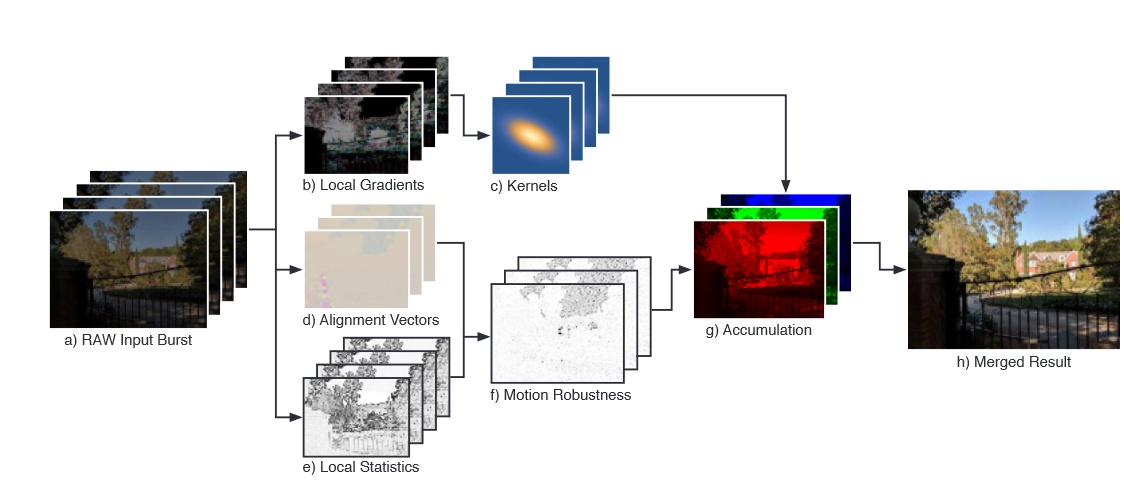 a) RAW Input Burst
b) Local Gradients
c) Kernels
d) Alignment Vectors
e) Local Statistics
f) Motion Robustness
g) Accumulation
h) Merged Result